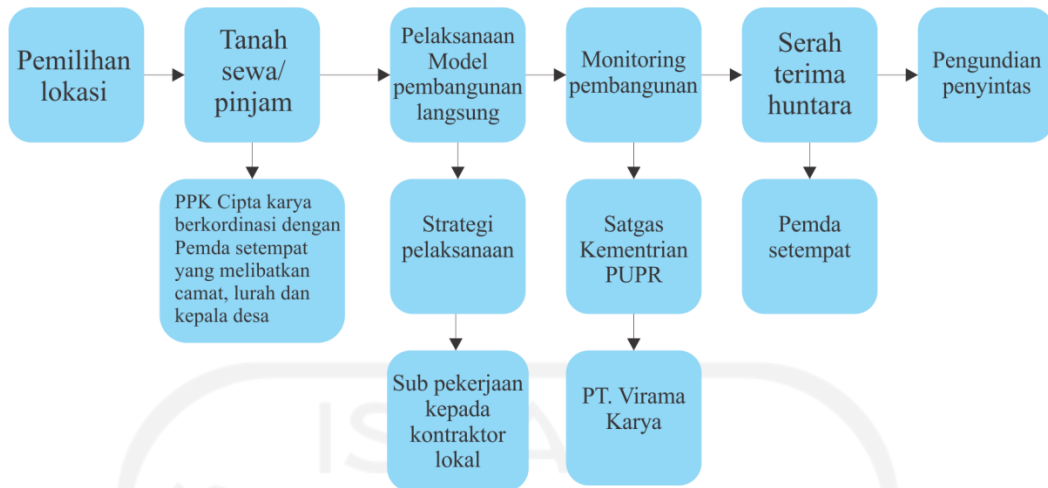 Pemilihan
lokasi
Tanah
sewa/
pinjam
Pelaksanaan
Model
pembangunan
langsung
Monitoring
pembangunan
Serah
terima
huntara
Pengundian
penyintas
PPK Cipta karya
berkordinasi dengan
Pemda setempat
yang melibatkan
camat, lurah dan
kepala desa
Strategi
pelaksanaan
Satgas
Kementrian
PUPR
Pemda
setempat
Sub pekerjaan
kepada
kontraktor
lokal
PT. Virama
Karya